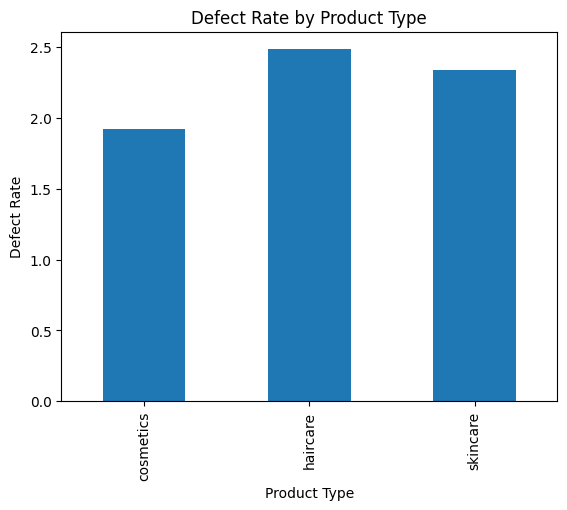 Defect Rate by Product Type
Defect Rate
2.5
2.0
1.5
1.0
0.5
0.0
cosmetics
haircare
skincare
Product Type